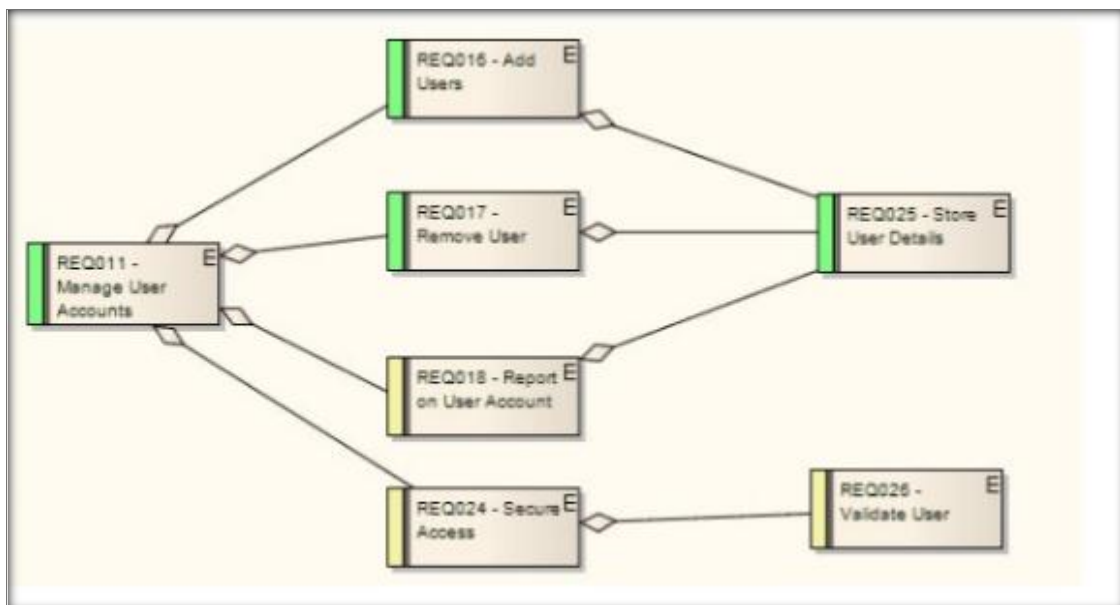 REQ016 - Add E
Users
REQ017 - E
Remove User
REQ025 - Store E
User Details
REQ011 - E
Manage User
Accounts
REQ018 - Report E
on User Account
REQ024 - Secure E
Access
REQ026 - E
Validate User